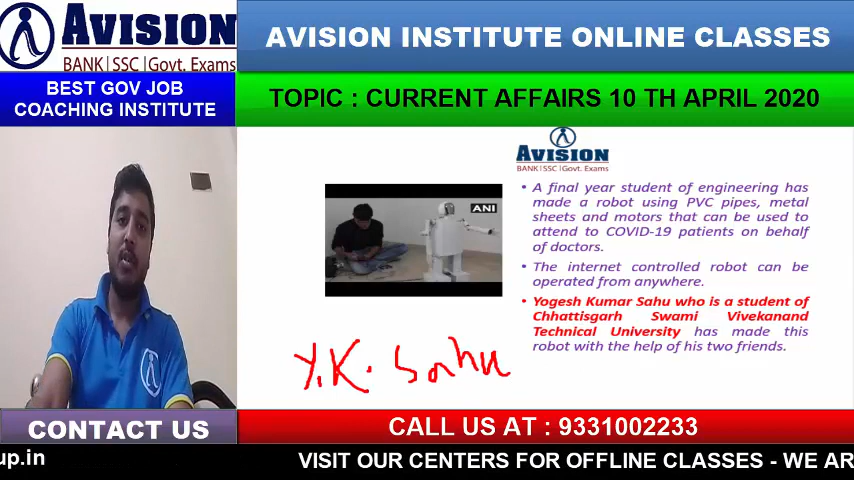 AVISION
BANK|SSC|Govt. Exams
AVISION INSTITUTE ONLINE CLASSES
BEST GOV JOB
COACHING INSTITUTE
TOPIC : CURRENT AFFAIRS 10 TH APRIL 2020
AVISION
BANK|SSC|Govt. Exams
ANI
• A final year student of engineering has
made a robot using PVC pipes, metal
sheets and motors that can be used to
attend to COVID-19 patients on behalf
of doctors.
• The internet controlled robot can be
operated from anywhere.
• Yogesh Kumar Sahu who is a student of
Chhattisgarh Swami Vivekanand
Technical University has made this
robot with the help of his two friends.
Y.K. Sahu
CONTACT US
CALL US AT : 9331002233
up.in
VISIT OUR CENTERS FOR OFFLINE CLASSES - WE AR